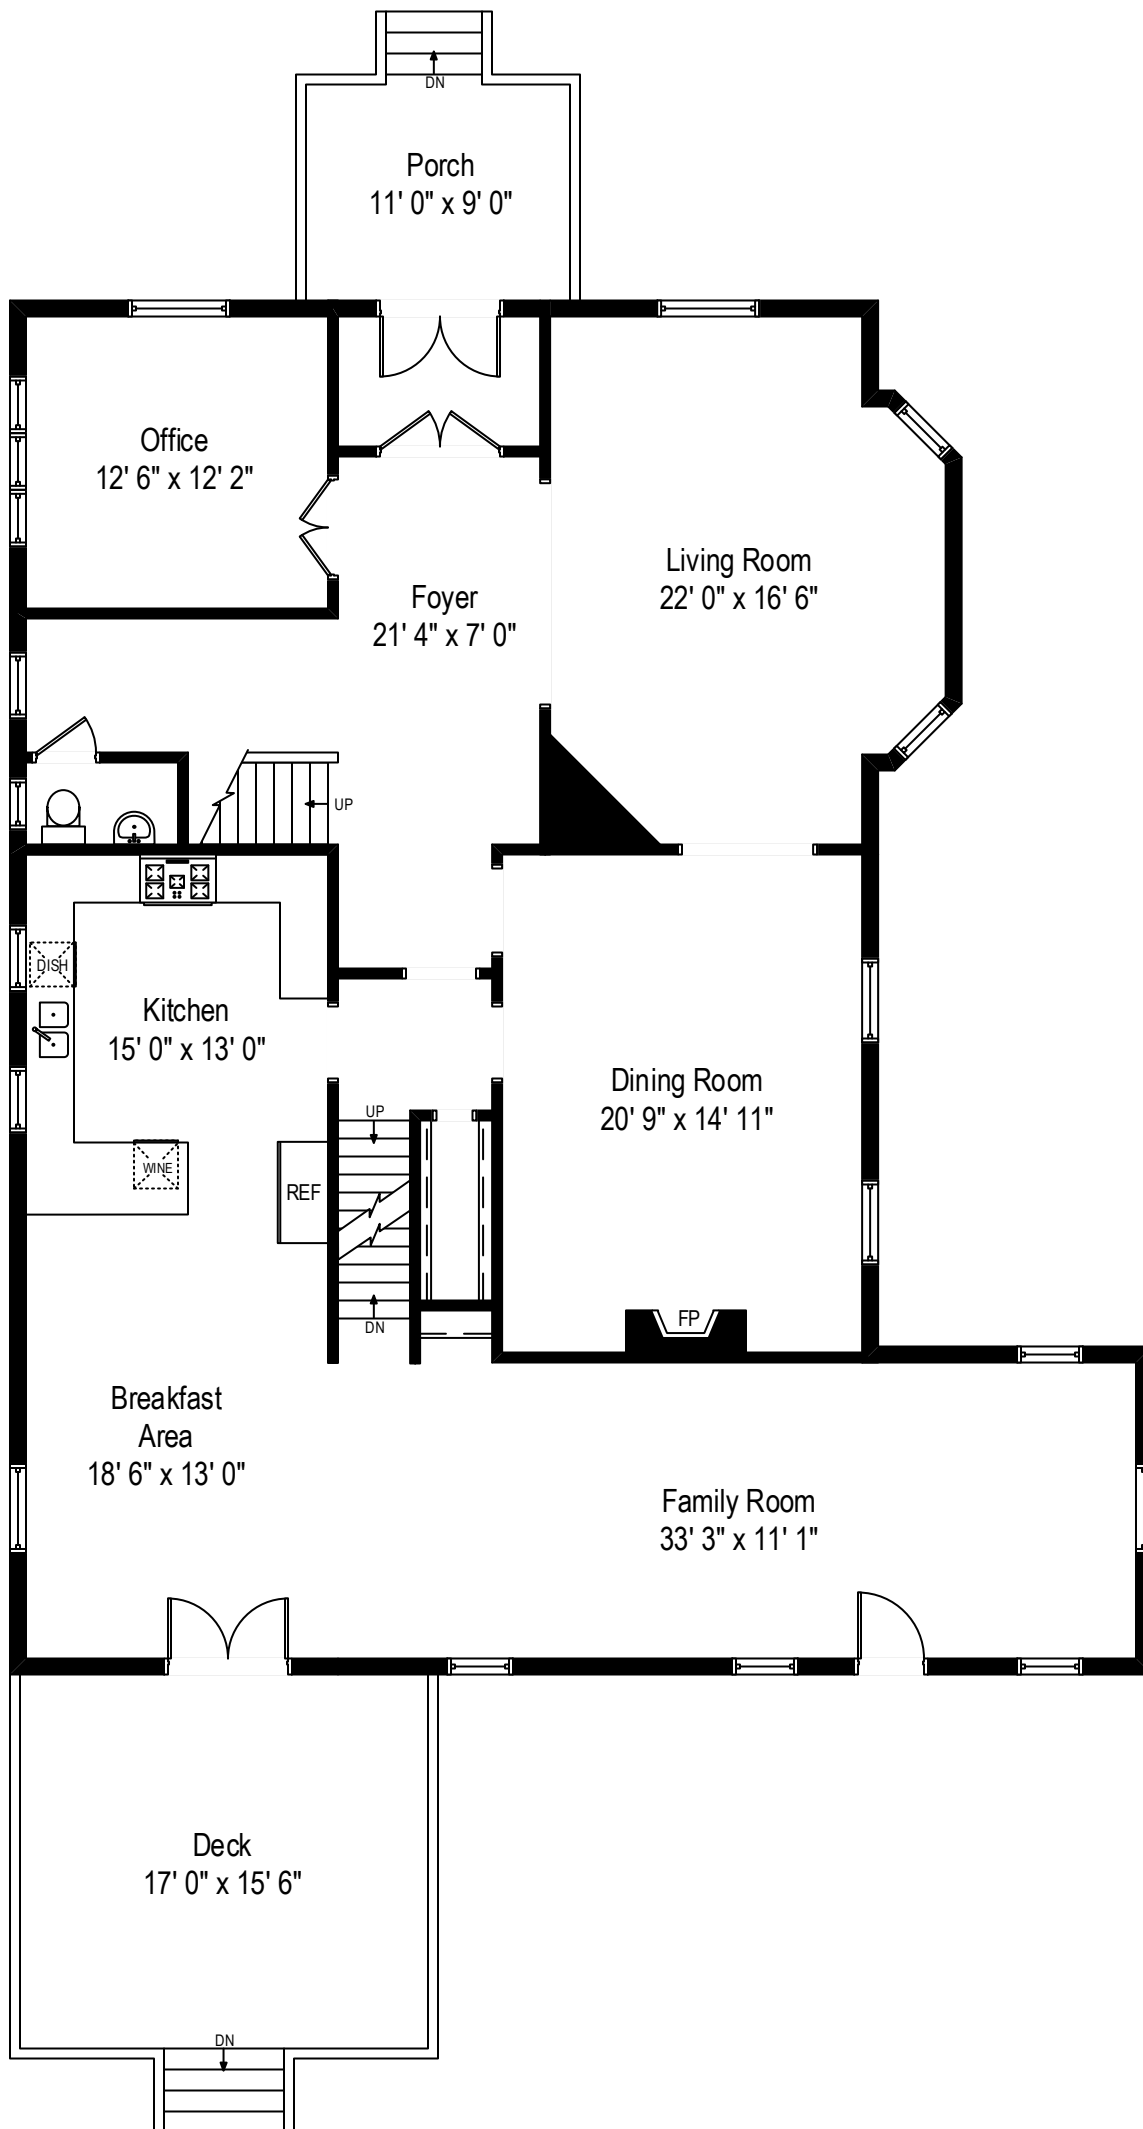 DN
Porch
11' 0" x 9' 0"
Office
12' 6" x 12' 2"
Living Room
22' 0" x 16' 6"
Foyer
21' 4" x 7' 0"
UP
DISH
Kitchen
15' 0" x 13' 0"
Dining Room
20' 9" x 14' 11"
UP
WINE
REF
FP
DN
Breakfast
Area
18' 6" x 13' 0"
Family Room
33' 3" x 11' 1"
Deck
17' 0" x 15' 6"
DN